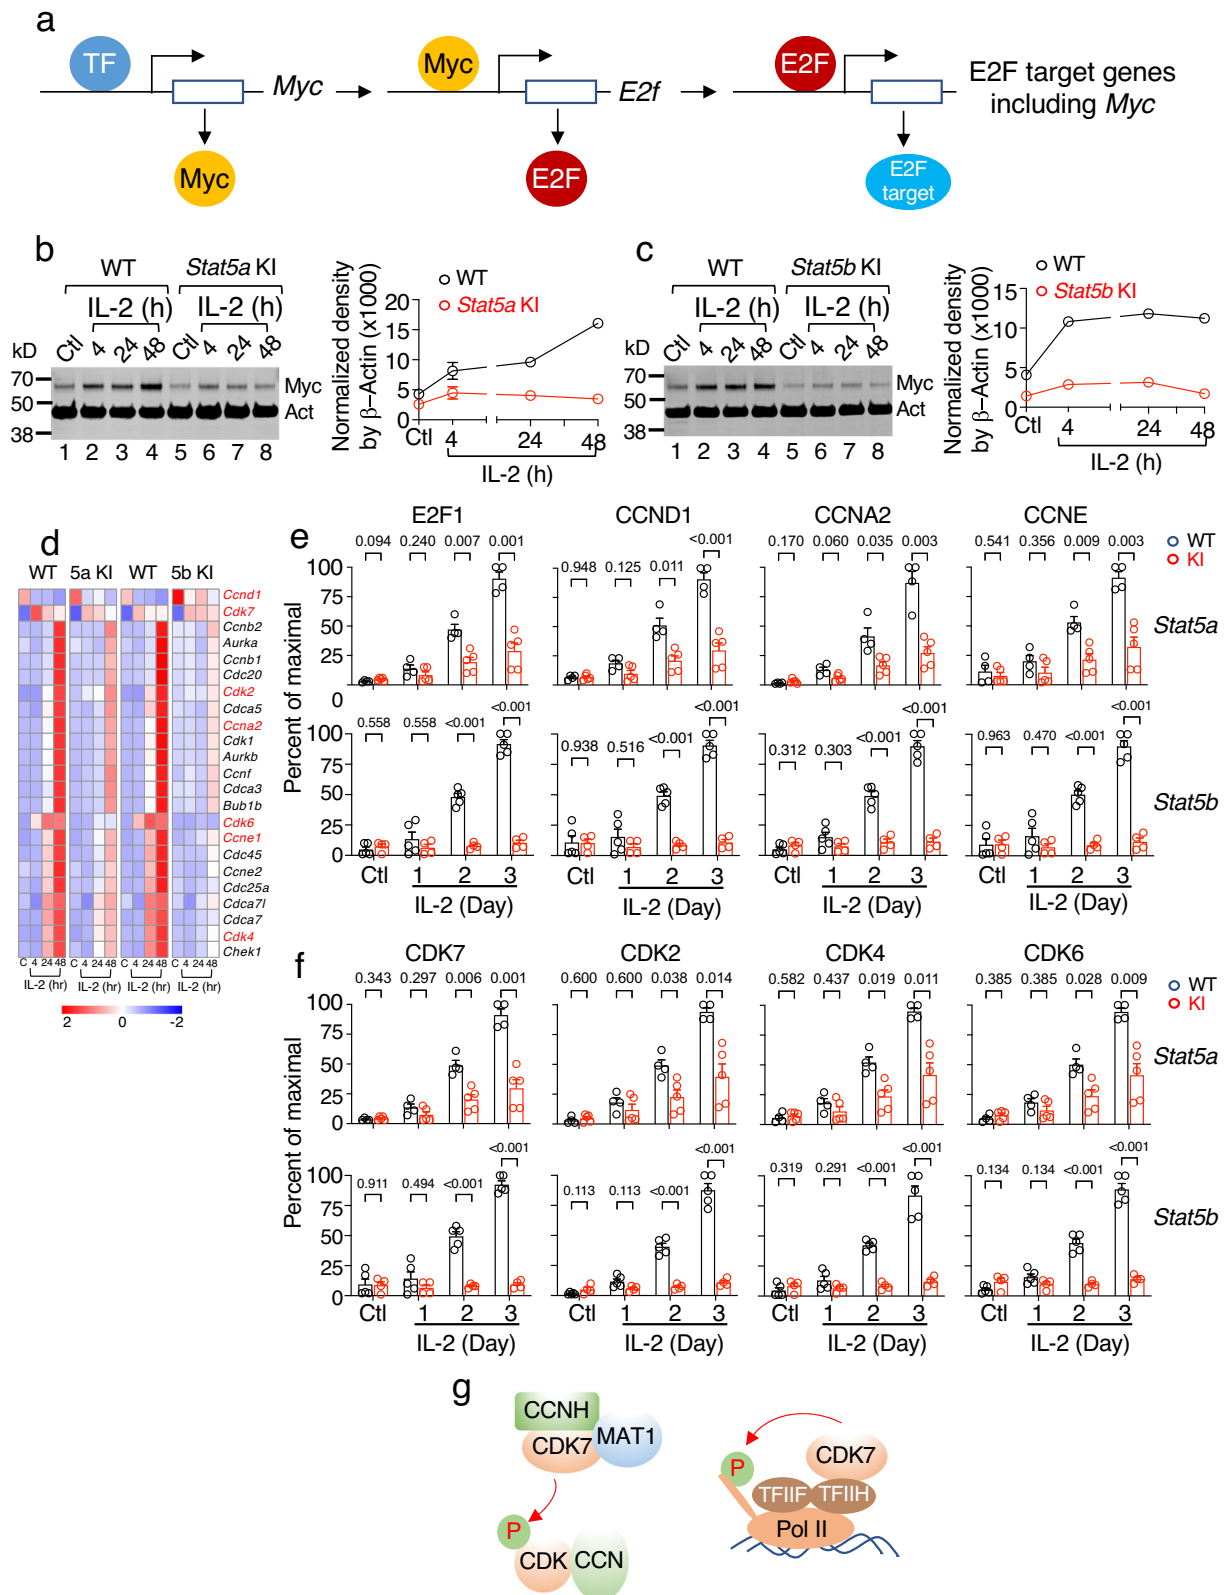 a
TF
Myc
Myc
Myc
E2f
E2F
E2F
E2F
target
E2F target genes
including Myc
b
WT
Stat5a KI
IL-2 (h)
IL-2 (h)
kD
Ctl
4
24
48
Ctl
4
24
48
70
50
38
Myc
Act
1 2 3 4 5 6 7 8
Normalized density
by β–Actin (x1000)
WT
Stat5a KI
20
15
10
5
0
Ctl
4
24
48
IL-2 (h)
c
WT
Stat5b KI
IL-2 (h)
IL-2 (h)
kD
Ctl
4
24
48
Ctl
4
24
48
70
50
38
Myc
Act
1 2 3 4 5 6 7 8
Normalized density
by β–Actin (x1000)
WT
Stat5b KI
15
10
5
0
Ctl
4
24
48
IL-2 (h)
d
WT 5a KI WT 5b KI
Ccnd1
Cdk7
Ccnb2
Aurka
Ccnb1
Cdc20
Cdk2
Cdca5
Ccna2
Cdk1
Aurkb
Ccnf
Cdca3
Bub1b
Cdk6
Ccne1
Cdc45
Ccne2
Cdc25a
Cdca7l
Cdca7
Cdk4
Chek1
C 4 24 48 C 4 24 48 C 4 24 48 C 4 24 48
IL-2 (hr) IL-2 (hr) IL-2 (hr) IL-2 (hr)
2 0 -2
e
E2F1 CCND1 CCNA2 CCNE
WT
KI
Percent of maximal
100
75
50
25
0
0.094 0.240 0.007 0.001
0.948 0.125 0.011 <0.001
0.170 0.060 0.035 0.003
0.541 0.356 0.009 0.003
Stat5a
100
75
50
25
0
0.558 0.558 <0.001 <0.001
0.938 0.516 <0.001 <0.001
0.312 0.303 <0.001 <0.001
0.963 0.470 <0.001 <0.001
Stat5b
Ctl 1 2 3 Ctl 1 2 3 Ctl 1 2 3 Ctl 1 2 3
IL-2 (Day) IL-2 (Day) IL-2 (Day) IL-2 (Day)
f
CDK7 CDK2 CDK4 CDK6
WT
KI
Percent of maximal
100
75
50
25
0
0.343 0.297 0.006 0.001
0.600 0.600 0.038 0.014
0.582 0.437 0.019 0.011
0.385 0.385 0.028 0.009
Stat5a
100
75
50
25
0
0.911 0.494 <0.001 <0.001
0.113 0.113 <0.001 <0.001
0.319 0.291 <0.001 <0.001
0.134 0.134 <0.001 <0.001
Stat5b
Ctl 1 2 3 Ctl 1 2 3 Ctl 1 2 3 Ctl 1 2 3
IL-2 (Day) IL-2 (Day) IL-2 (Day) IL-2 (Day)
g
CCNH
CDK7
MAT1
P
CDK
CCN
P
CDK7
TFIIF
TFIIH
Pol II